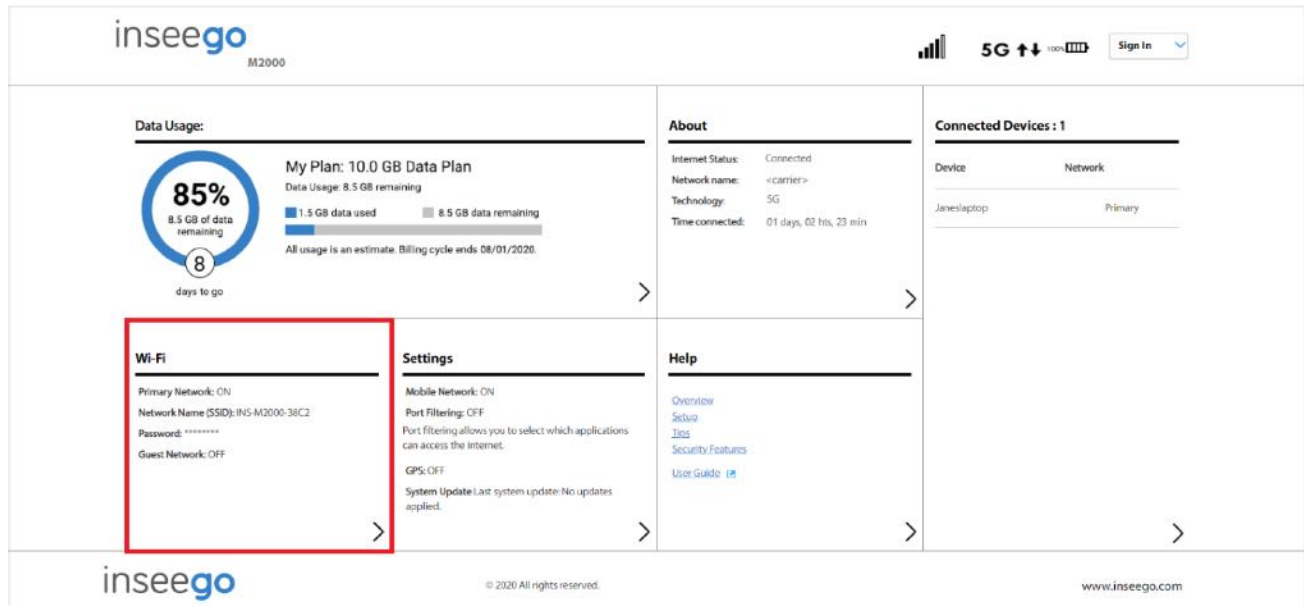 inseego
M2000
5G
100%
Sign In
Data Usage:
85%
8.5 GB of data
remaining
8
days to go
My Plan: 10.0 GB Data Plan
Data Usage: 8.5 GB remaining
1.5 GB data used
8.5 GB data remaining
All usage is an estimate. Billing cycle ends 08/01/2020.
About
Internet Status: Connected
Network name: <carrier>
Technology: 5G
Time connected: 01 days, 02 hts, 23 min
Connected Devices : 1
Device Network
Janeslaptop Primary
Wi-Fi
Primary Network: ON
Network Name (SSID): INS-M2000-38C2
Password: ********
Guest Network: OFF
Settings
Mobile Network: ON
Port Filtering: OFF
Port filtering allows you to select which applications
can access the internet.
GPS: OFF
System Update Last system update: No updates
applied.
Help
Overview
Setup
Tips
Security Features
User Guide
inseego
© 2020 All rights reserved.
www.inseego.com